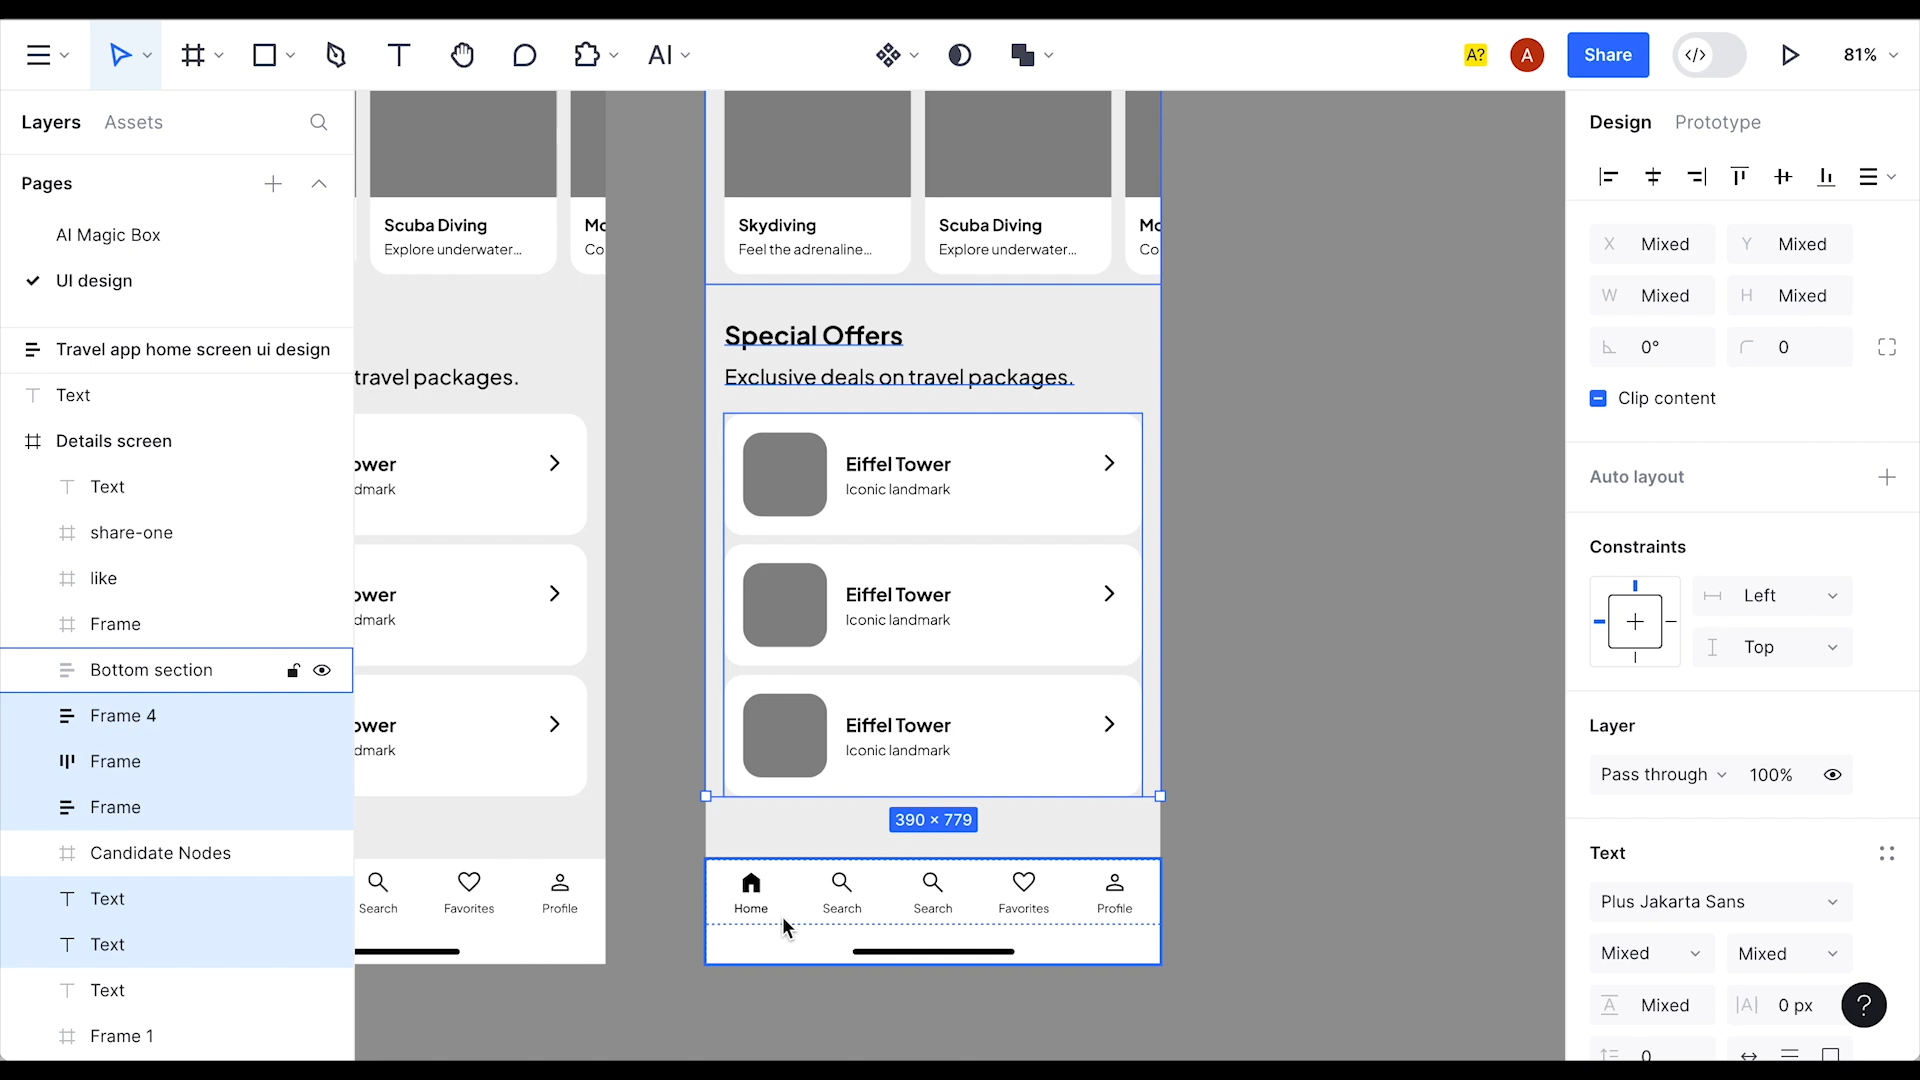 AI
A?
A
Share
</>
81%
Layers
Assets
Pages
AI Magic Box
UI design
Travel app home screen ui design
Text
Details screen
Text
share-one
like
Frame
Bottom section
Frame 4
Frame
Frame
Candidate Nodes
Text
Text
Text
Frame 1
Scuba Diving
Explore underwater...
Mo
Co
travel packages.
ower
dmark
ower
dmark
ower
dmark
Search
Favorites
Profile
Skydiving
Feel the adrenaline...
Scuba Diving
Explore underwater...
Mo
Co
Special Offers
Exclusive deals on travel packages.
Eiffel Tower
Iconic landmark
Eiffel Tower
Iconic landmark
Eiffel Tower
Iconic landmark
390 × 779
Home
Search
Search
Favorites
Profile
Design
Prototype
X Mixed
Y Mixed
W Mixed
H Mixed
0°
0
Clip content
Auto layout
Constraints
Left
Top
Layer
Pass through
100%
Text
Plus Jakarta Sans
Mixed
Mixed
A Mixed
|A| 0 px
?
0